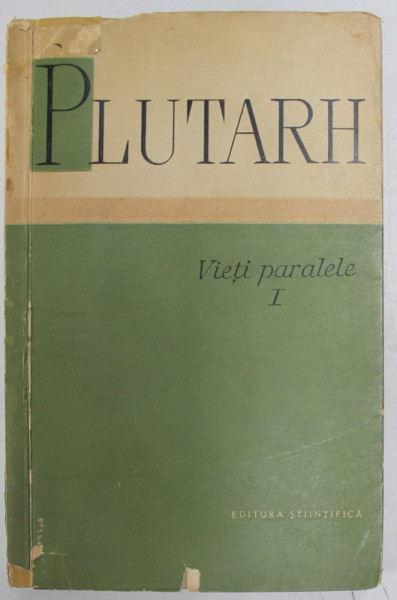 PLUTARH
Vieți paralele
I
EDITURA ȘTIINȚIFICĂ